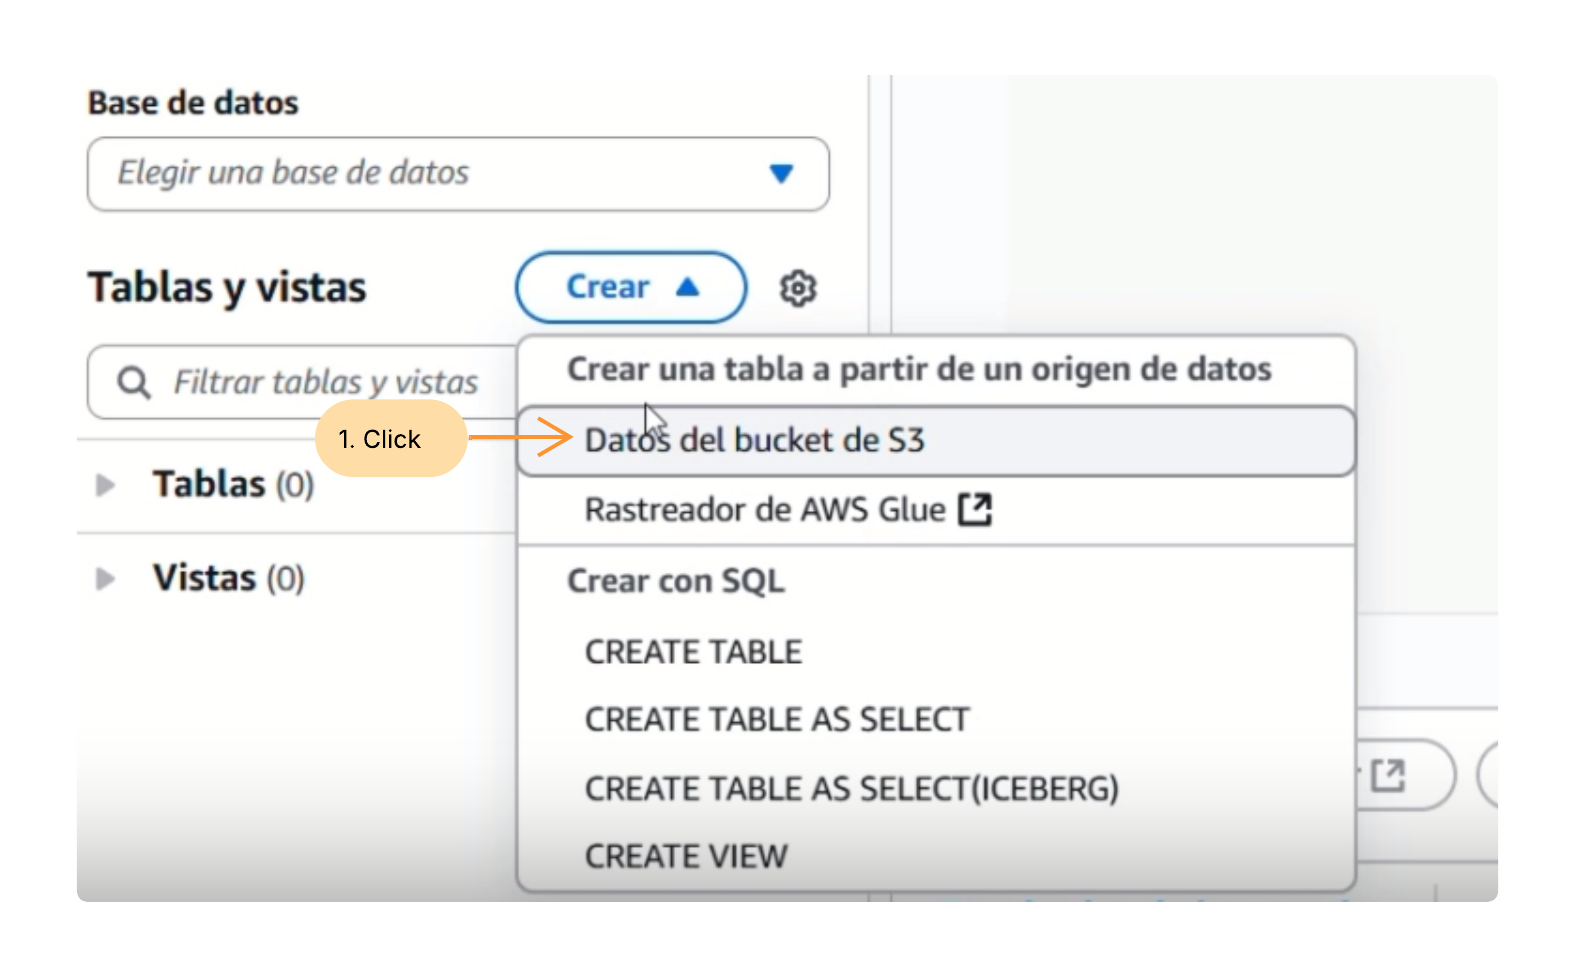 Base de datos
Elegir una base de datos
Tablas y vistas
Crear
Crear una tabla a partir de un origen de datos
Filtrar tablas y vistas
1. Click
Datos del bucket de S3
Tablas (0)
Rastreador de AWS Glue
Vistas (0)
Crear con SQL
CREATE TABLE
CREATE TABLE AS SELECT
CREATE TABLE AS SELECT(ICEBERG)
CREATE VIEW